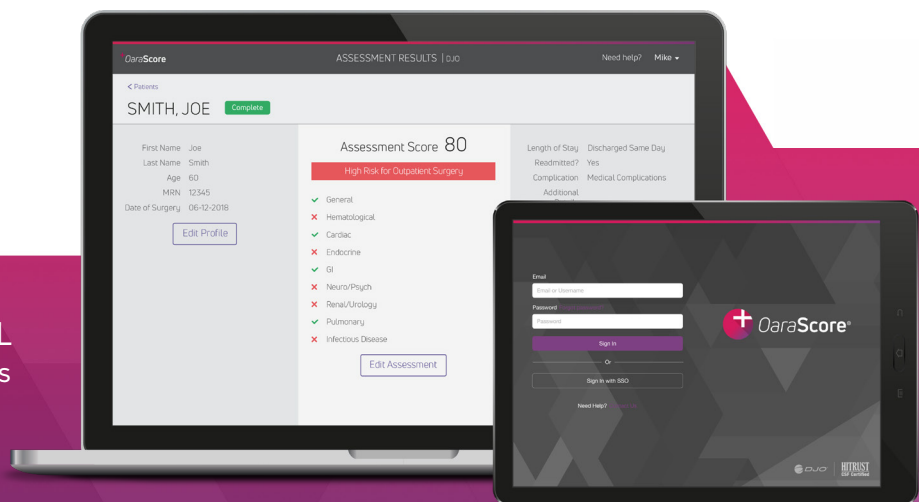 OaraScore
ASSESSMENT RESULTS | DJO
Need help? Mike
< Patients
SMITH, JOE Complete
First Name Joe
Last Name Smith
Age 60
MRN 12345
Date of Surgery 06-12-2018
Edit Profile
Assessment Score 80
High Risk for Outpatient Surgery
General
Hematological
Cardiac
Endocrine
GI
Neuro/Psych
Renal/Urology
Pulmonary
Infectious Disease
Edit Assessment
Length of Stay Discharged Same Day
Readmitted? Yes
Complication Medical Complications
Additional
L
s
Email
Email or Username
Password
Password
Sign in
Or
Sign in with SSO
Need Help?
OaraScore®
DJO
HITRUST
CSF Certified